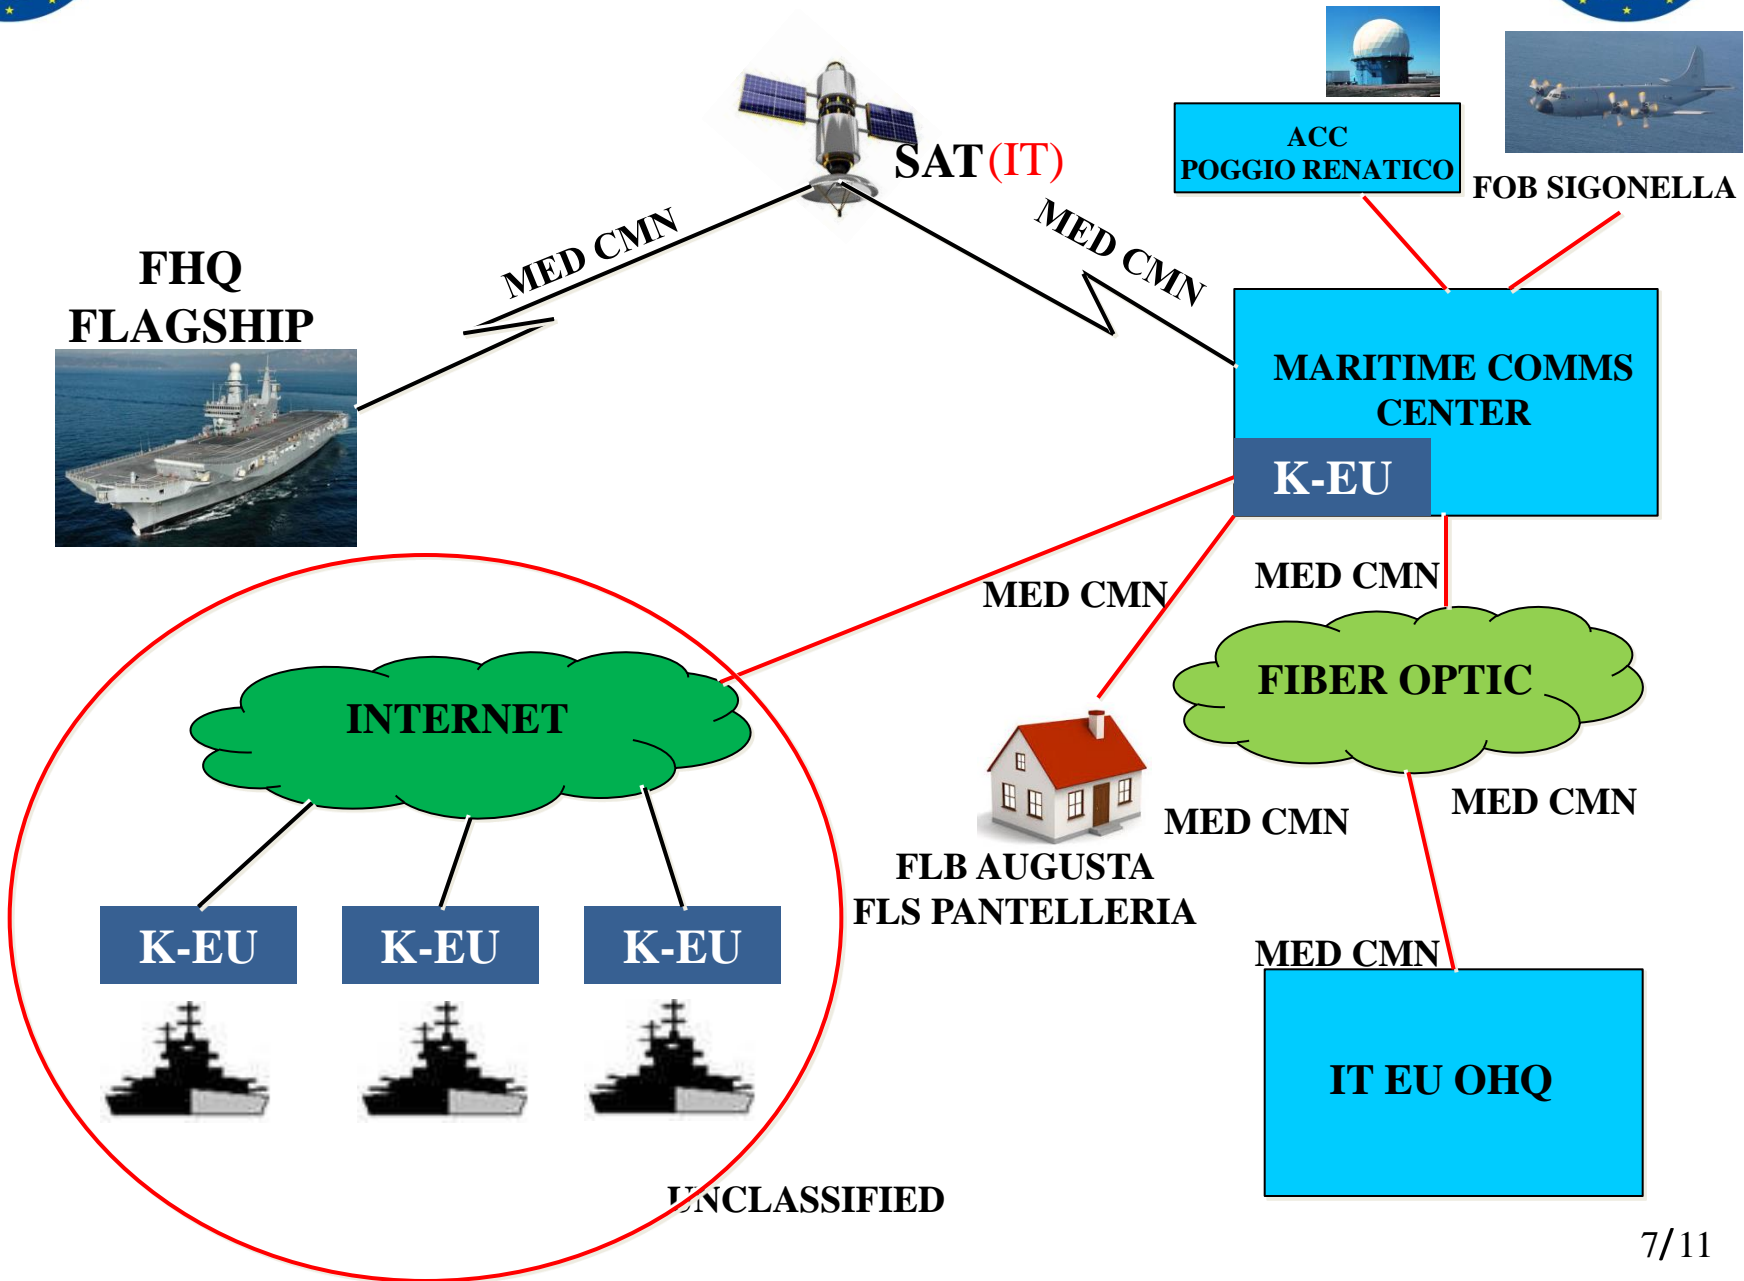 ACC
POGGIO RENATICO
FOB SIGONELLA
SAT(IT)
MED CMN
MED CMN
FHQ
FLAGSHIP
MARITIME COMMS
CENTER
K-EU
MED CMN
MED CMN
FIBER OPTIC
INTERNET
MED CMN
MED CMN
FLB AUGUSTA
FLS PANTELLERIA
K-EU
K-EU
K-EU
MED CMN
IT EU OHQ
UNCLASSIFIED
7/11